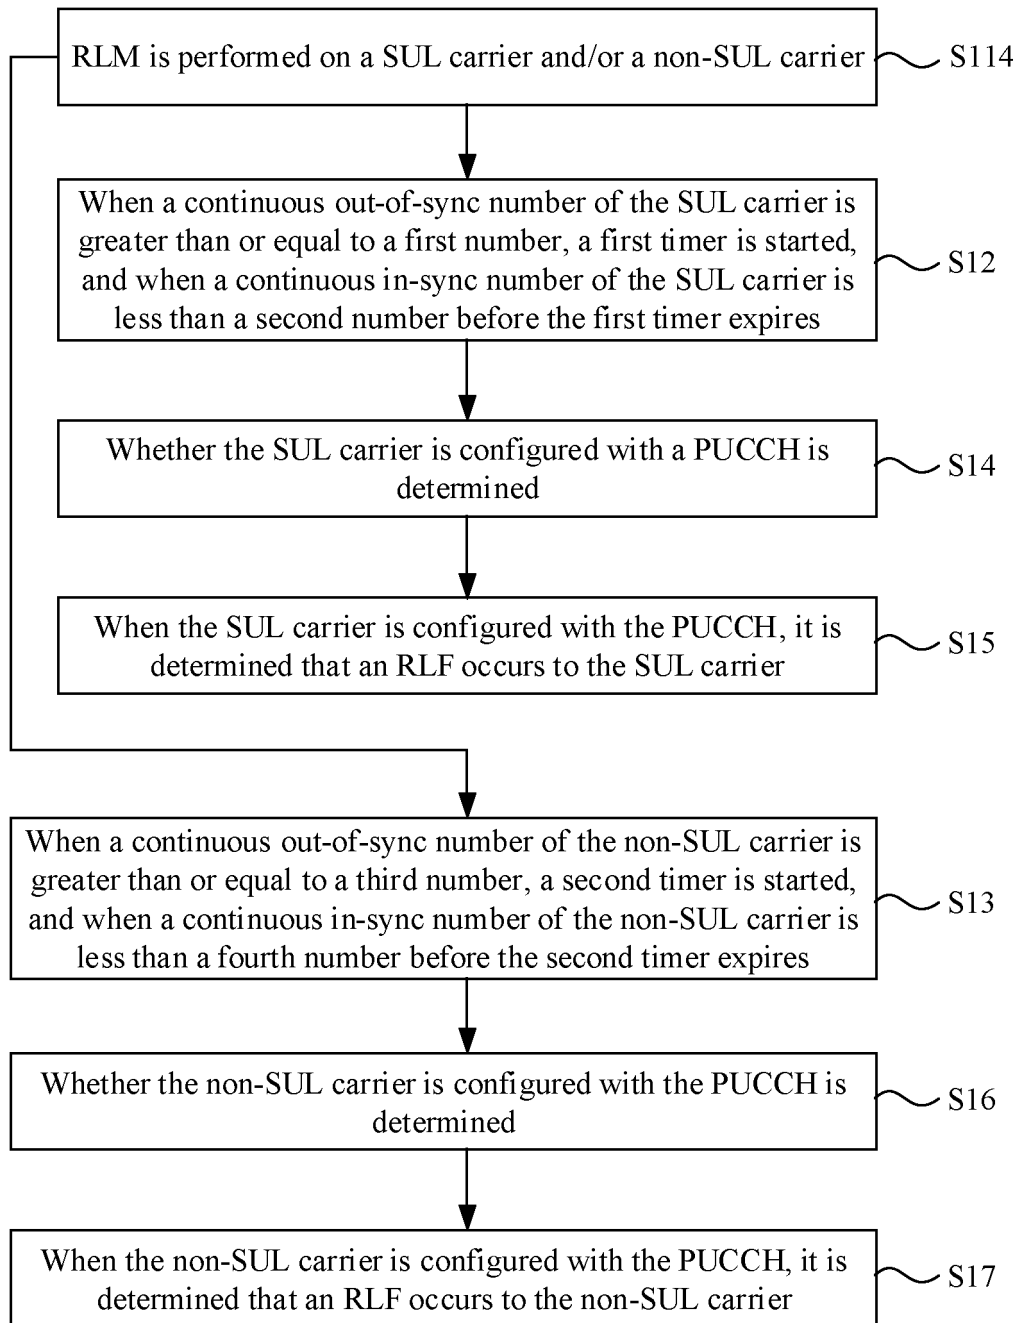 RLM is performed on a SUL carrier and/or a non-SUL carrier
S114
When a continuous out-of-sync number of the SUL carrier is
greater than or equal to a first number, a first timer is started,
and when a continuous in-sync number of the SUL carrier is
less than a second number before the first timer expires
S12
Whether the SUL carrier is configured with a PUCCH is
determined
S14
When the SUL carrier is configured with the PUCCH, it is
determined that an RLF occurs to the SUL carrier
S15
When a continuous out-of-sync number of the non-SUL carrier is
greater than or equal to a third number, a second timer is started,
and when a continuous in-sync number of the non-SUL carrier is
less than a fourth number before the second timer expires
S13
Whether the non-SUL carrier is configured with the PUCCH is
determined
S16
When the non-SUL carrier is configured with the PUCCH, it is
determined that an RLF occurs to the non-SUL carrier
S17